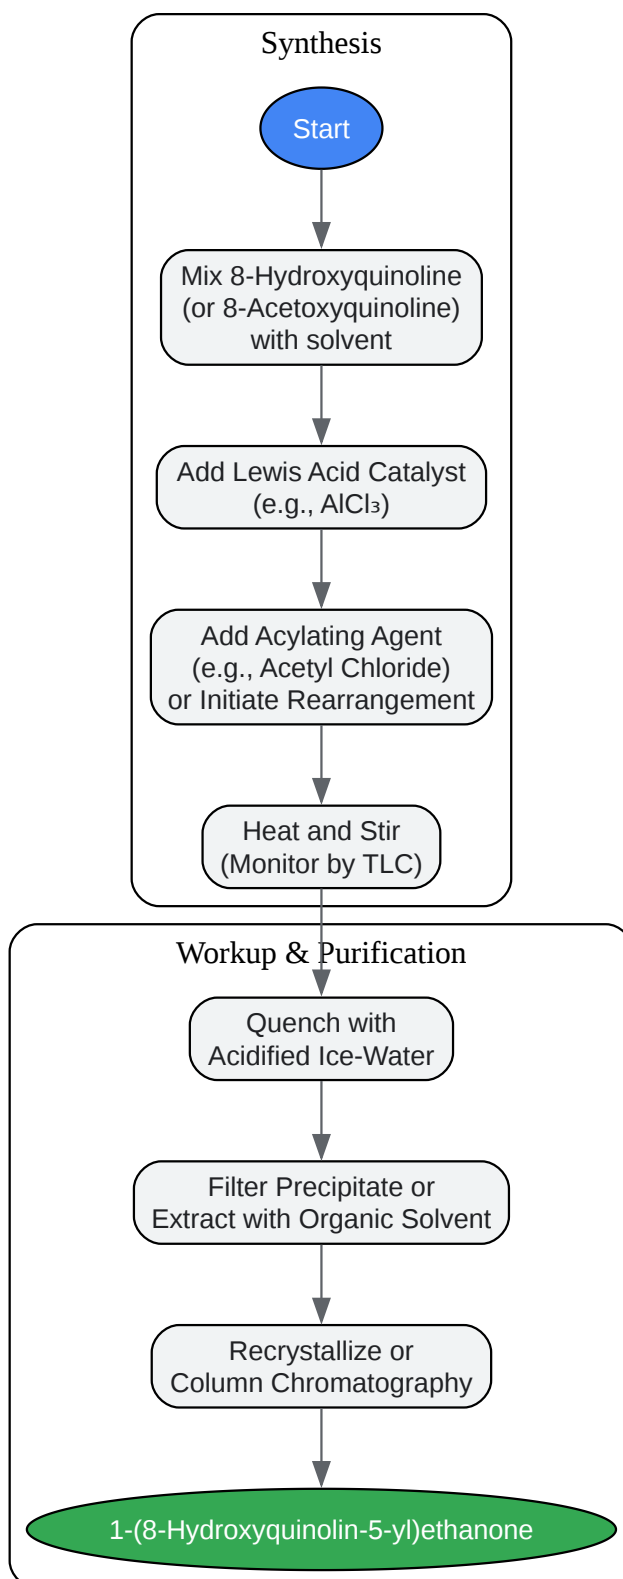 Synthesis
Start
Mix 8-Hydroxyquinoline
(or 8-Acetoxyquinoline)
with solvent
Add Lewis Acid Catalyst
(e.g., AlCl₃)
Add Acylating Agent
(e.g., Acetyl Chloride)
or Initiate Rearrangement
Heat and Stir
(Monitor by TLC)
Workup & Purification
Quench with
Acidified Ice-Water
Filter Precipitate or
Extract with Organic Solvent
Recrystallize or
Column Chromatography
1-(8-Hydroxyquinolin-5-yl)ethanone